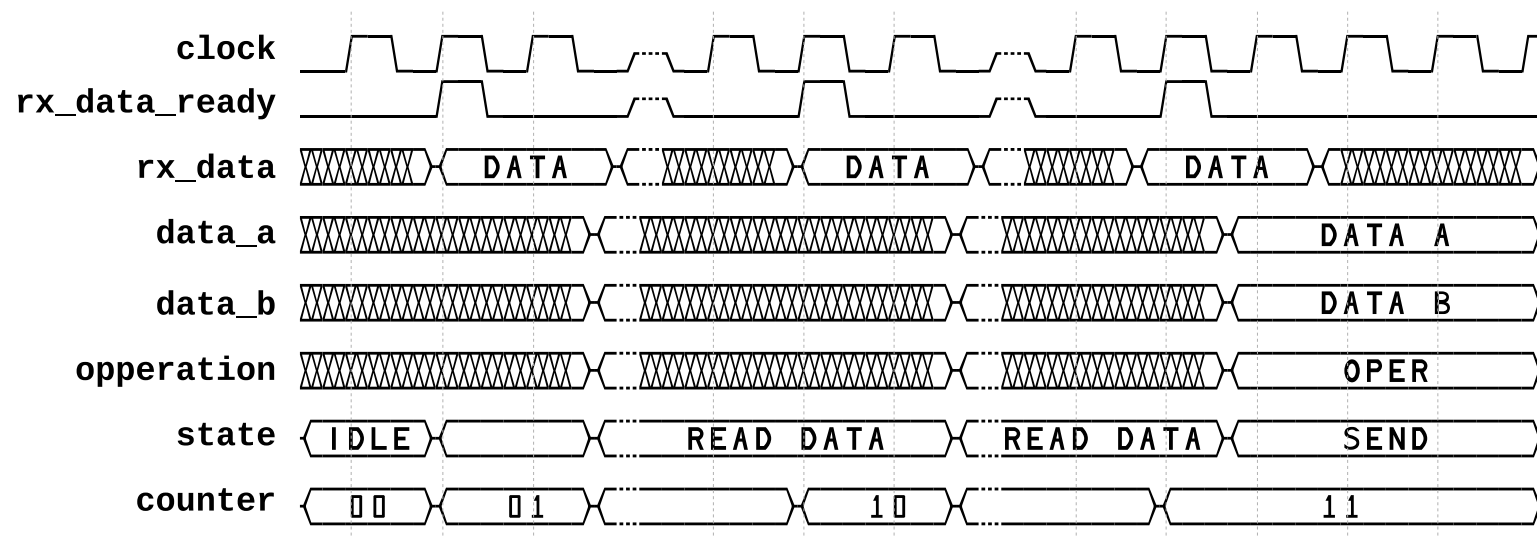 clock
rx_data_ready
rx_data DATA DATA DATA
data_a DATA A
data_b DATA B
opperation OPER
state IDLE READ DATA READ DATA SEND
counter 00 01 10 11